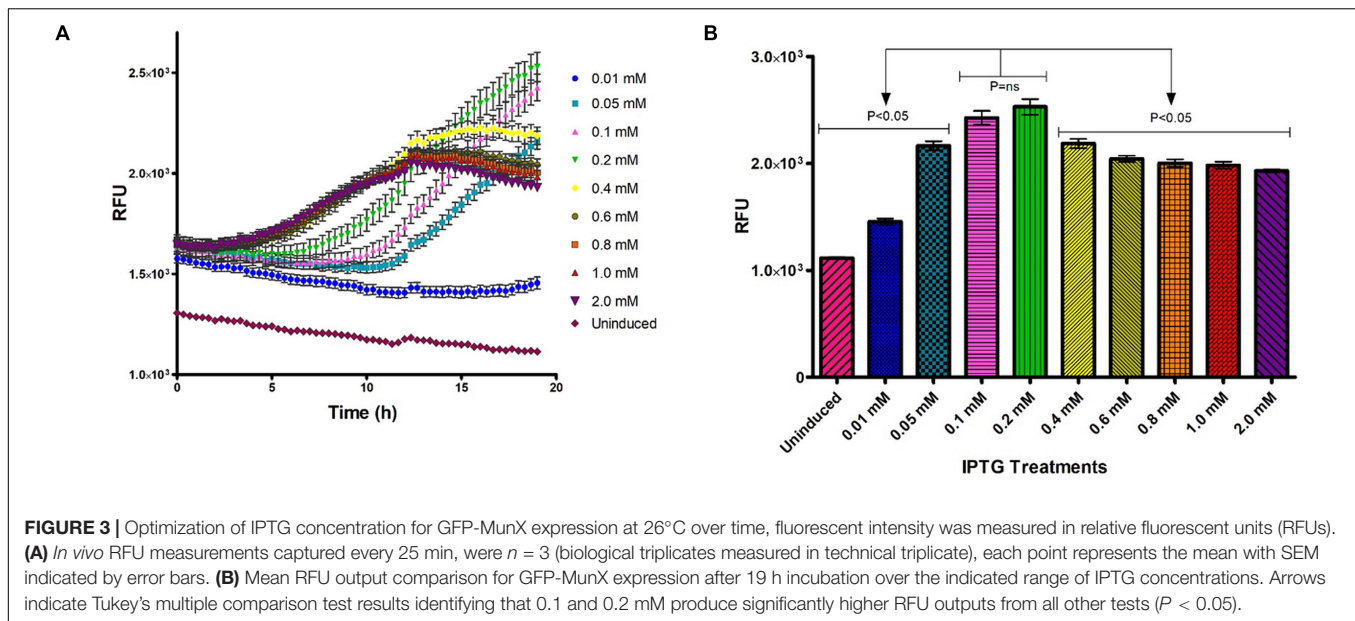 A
2.5×10³
2.0×10³
1.5×10³
1.0×10³
RFU
0
5
10
15
20
Time (h)
0.01 mM
0.05 mM
0.1 mM
0.2 mM
0.4 mM
0.6 mM
0.8 mM
1.0 mM
2.0 mM
Uninduced
B
3.0×10³
2.0×10³
1.0×10³
0
RFU
P<0.05
P=ns
P<0.05
Uninduced
0.01 mM
0.05 mM
0.1 mM
0.2 mM
0.4 mM
0.6 mM
0.8 mM
1.0 mM
2.0 mM
IPTG Treatments
FIGURE 3 | Optimization of IPTG concentration for GFP-MunX expression at 26°C over time, fluorescent intensity was measured in relative fluorescent units (RFUs).
(A) In vivo RFU measurements captured every 25 min, were n = 3 (biological triplicates measured in technical triplicate), each point represents the mean with SEM
indicated by error bars. (B) Mean RFU output comparison for GFP-MunX expression after 19 h incubation over the indicated range of IPTG concentrations. Arrows
indicate Tukey's multiple comparison test results identifying that 0.1 and 0.2 mM produce significantly higher RFU outputs from all other tests (P < 0.05).